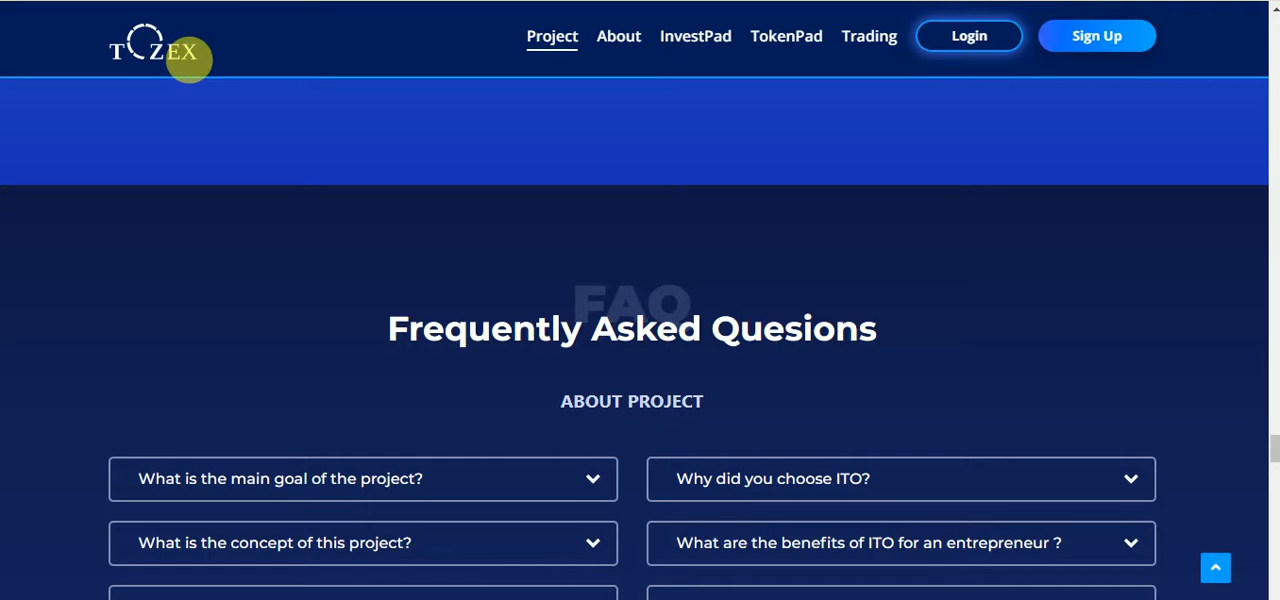 TOZEX
Project About InvestPad TokenPad Trading Login Sign Up
FAQ
Frequently Asked Quesions
ABOUT PROJECT
What is the main goal of the project? Why did you choose ITO?
What is the concept of this project? What are the benefits of ITO for an entrepreneur ?